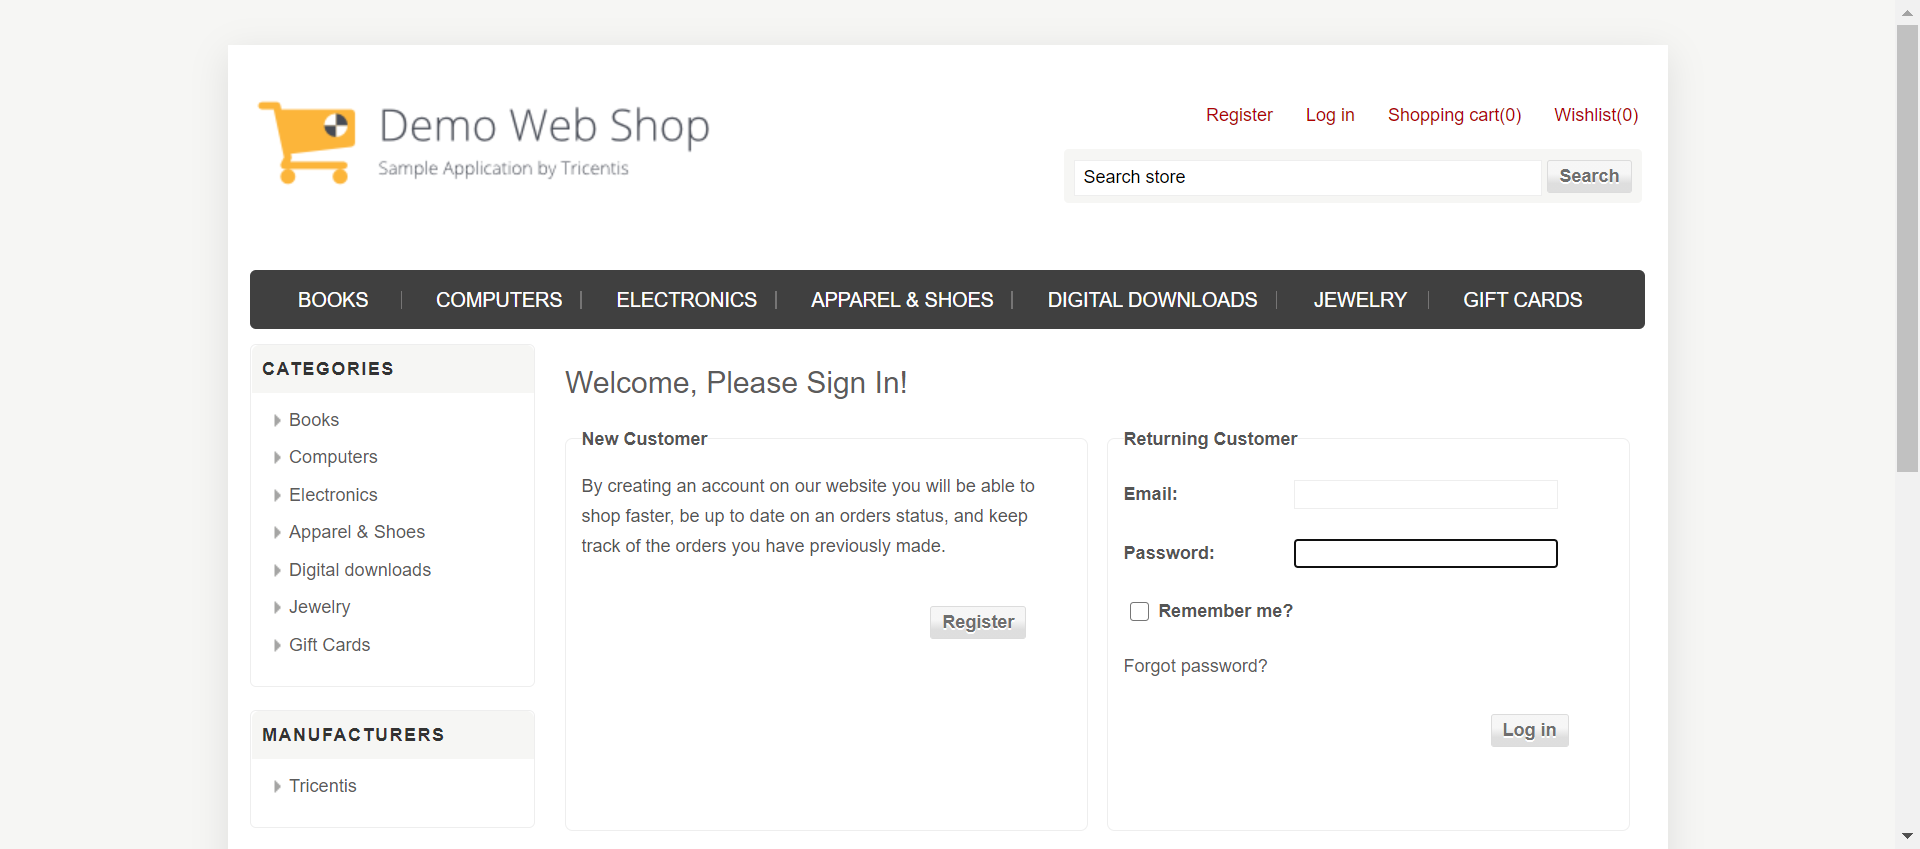 Demo Web Shop
Sample Application by Tricentis
Register Log in Shopping cart(0) Wishlist(0)
Search store Search
BOOKS COMPUTERS ELECTRONICS APPAREL & SHOES DIGITAL DOWNLOADS JEWELRY GIFT CARDS
CATEGORIES
Books
Computers
Electronics
Apparel & Shoes
Digital downloads
Jewelry
Gift Cards
MANUFACTURERS
Tricentis
Welcome, Please Sign In!
New Customer
By creating an account on our website you will be able to
shop faster, be up to date on an orders status, and keep
track of the orders you have previously made.
Register
Returning Customer
Email:
Password:
Remember me?
Forgot password?
Log in